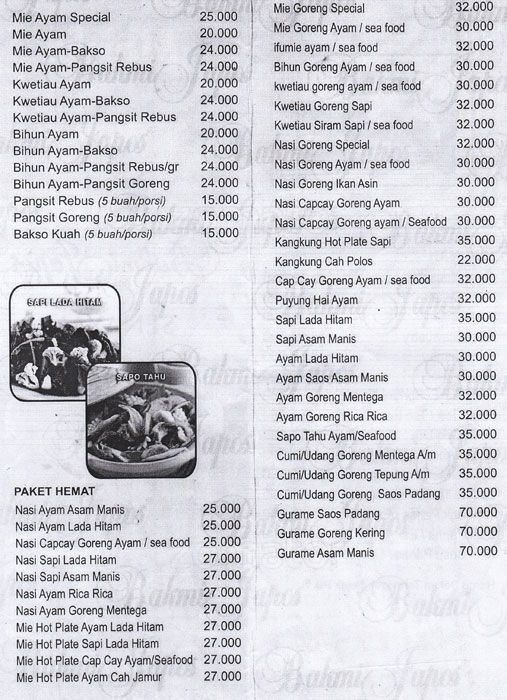 Mie Ayam Special 25.000
Mie Ayam 20.000
Mie Ayam-Bakso 24.000
Mie Ayam-Pangsit Rebus 24.000
Kwetiau Ayam 20.000
Kwetiau Ayam-Bakso 24.000
Kwetiau Ayam-Pangsit Rebus 24.000
Bihun Ayam 20.000
Bihun Ayam-Bakso 24.000
Bihun Ayam-Pangsit Rebus/gr 24.000
Bihun Ayam-Pangsit Goreng 24.000
Pangsit Rebus (5 buah/porsi) 15.000
Pangsit Goreng (5 buah/porsi) 15.000
Bakso Kuah (5 buah/porsi) 15.000
SAPI LADA HITAM
SAPO TAHU
PAKET HEMAT
Nasi Ayam Asam Manis 25.000
Nasi Ayam Lada Hitam 25.000
Nasi Capcay Goreng Ayam / sea food 25.000
Nasi Sapi Lada Hitam 27.000
Nasi Sapi Asam Manis 27.000
Nasi Ayam Rica Rica 27.000
Nasi Ayam Goreng Mentega 27.000
Mie Hot Plate Ayam Lada Hitam 27.000
Mie Hot Plate Sapi Lada Hitam 27.000
Mie Hot Plate Cap Cay Ayam/Seafood 27.000
Mie Hot Plate Ayam Cah Jamur 27.000
Mie Goreng Special 32.000
Mie Goreng Ayam / sea food 30.000
ifumie ayam / sea food 32.000
Bihun Goreng Ayam / sea food 30.000
kwetiau goreng ayam / sea food 30.000
Kwetiau Goreng Sapi 32.000
Kwetiau Siram Sapi / sea food 32.000
Nasi Goreng Special 32.000
Nasi Goreng Ayam / sea food 30.000
Nasi Goreng Ikan Asin 30.000
Nasi Capcay Goreng Ayam 30.000
Nasi Capcay Goreng ayam / Seafood 30.000
Kangkung Hot Plate Sapi 35.000
Kangkung Cah Polos 22.000
Cap Cay Goreng Ayam / sea food 32.000
Puyung Hai Ayam 32.000
Sapi Lada Hitam 35.000
Sapi Asam Manis 30.000
Ayam Lada Hitam 30.000
Ayam Saos Asam Manis 30.000
Ayam Goreng Mentega 32.000
Ayam Goreng Rica Rica 32.000
Sapo Tahu Ayam/Seafood 35.000
Cumi/Udang Goreng Mentega A/m 35.000
Cumi/Udang Goreng Tepung A/m 35.000
Cumi/Udang Goreng Saos Padang 35.000
Gurame Saos Padang 70.000
Gurame Goreng Kering 70.000
Gurame Asam Manis 70.000